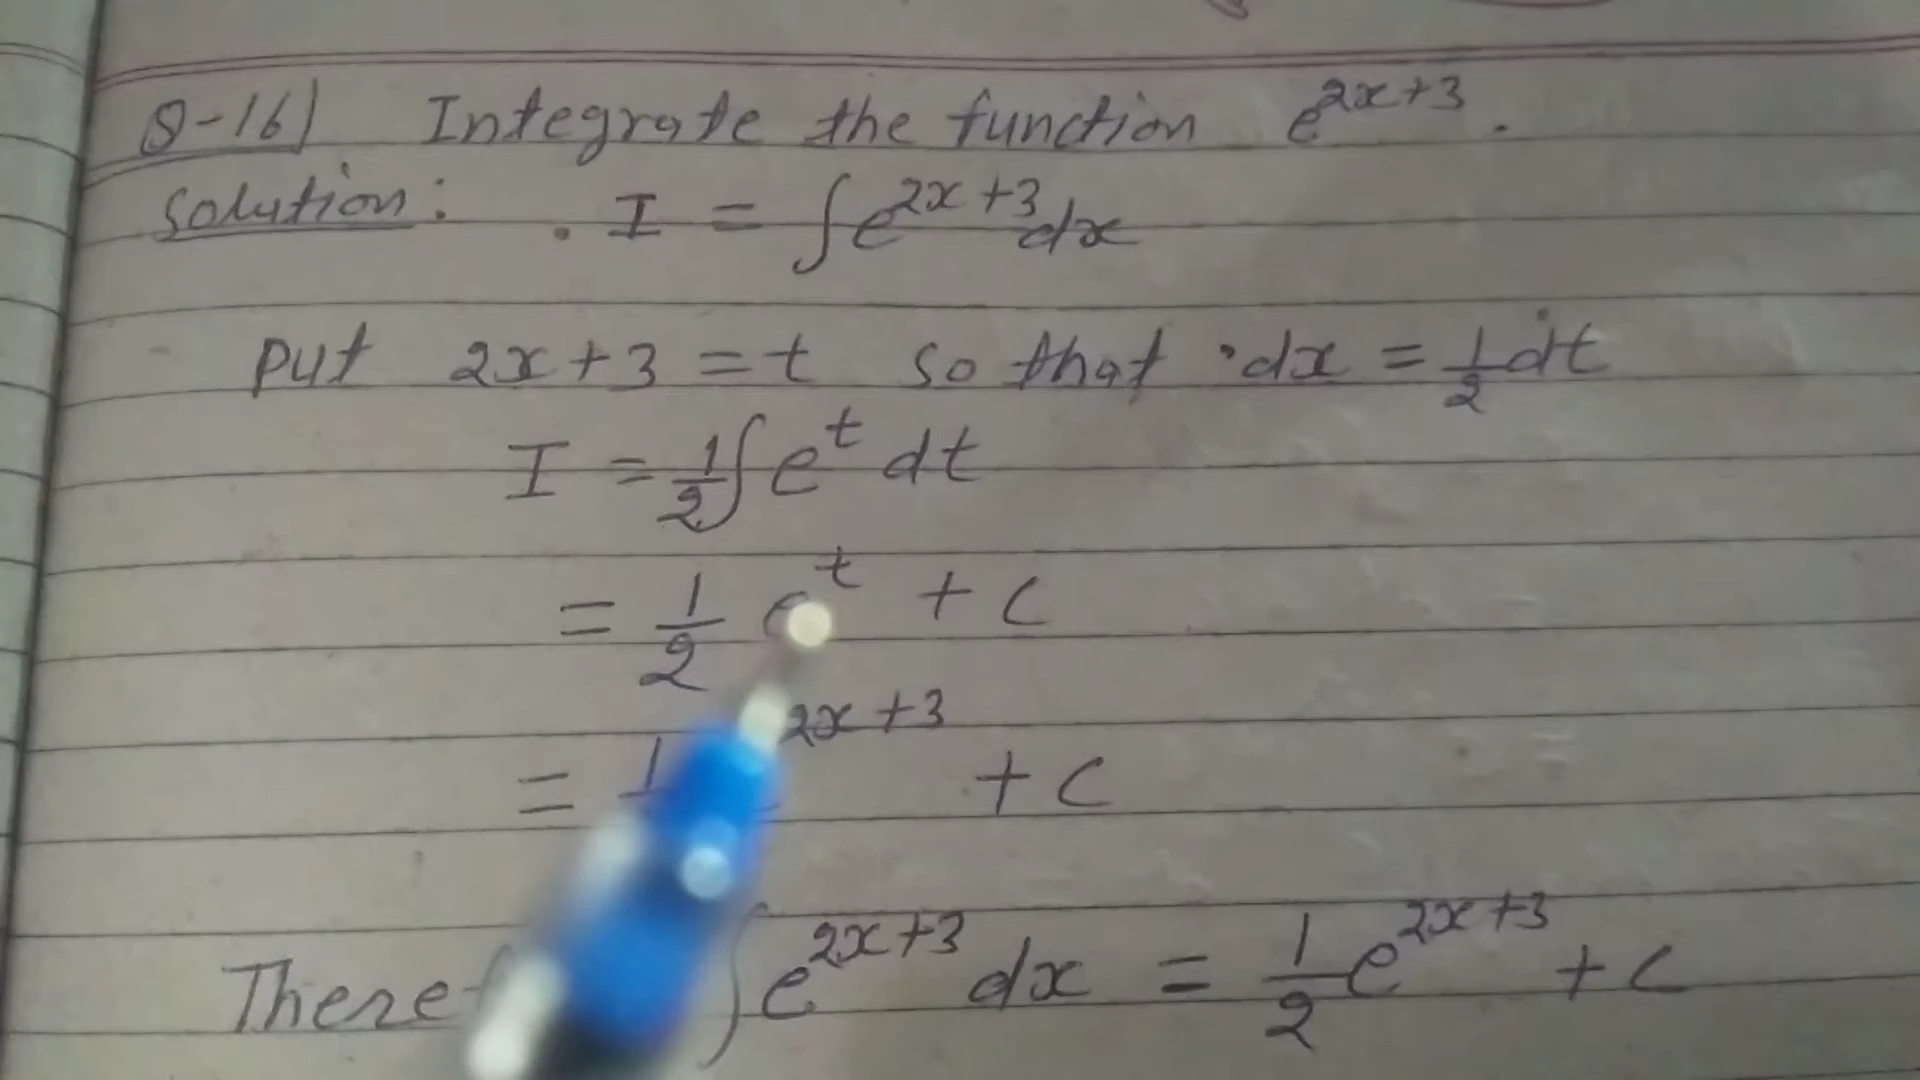 Q-16) Integrate the function e^{2x+3}.
Solution: I = ∫e^{2x+3}dx
Put 2x+3 = t so that dx = 1/2 dt
I = 1/2 ∫e^t dt
= 1/2 e^t + C
= 2x+3 + C
∫e^{2x+3} dx = 1/2 e^{2x+3} + C